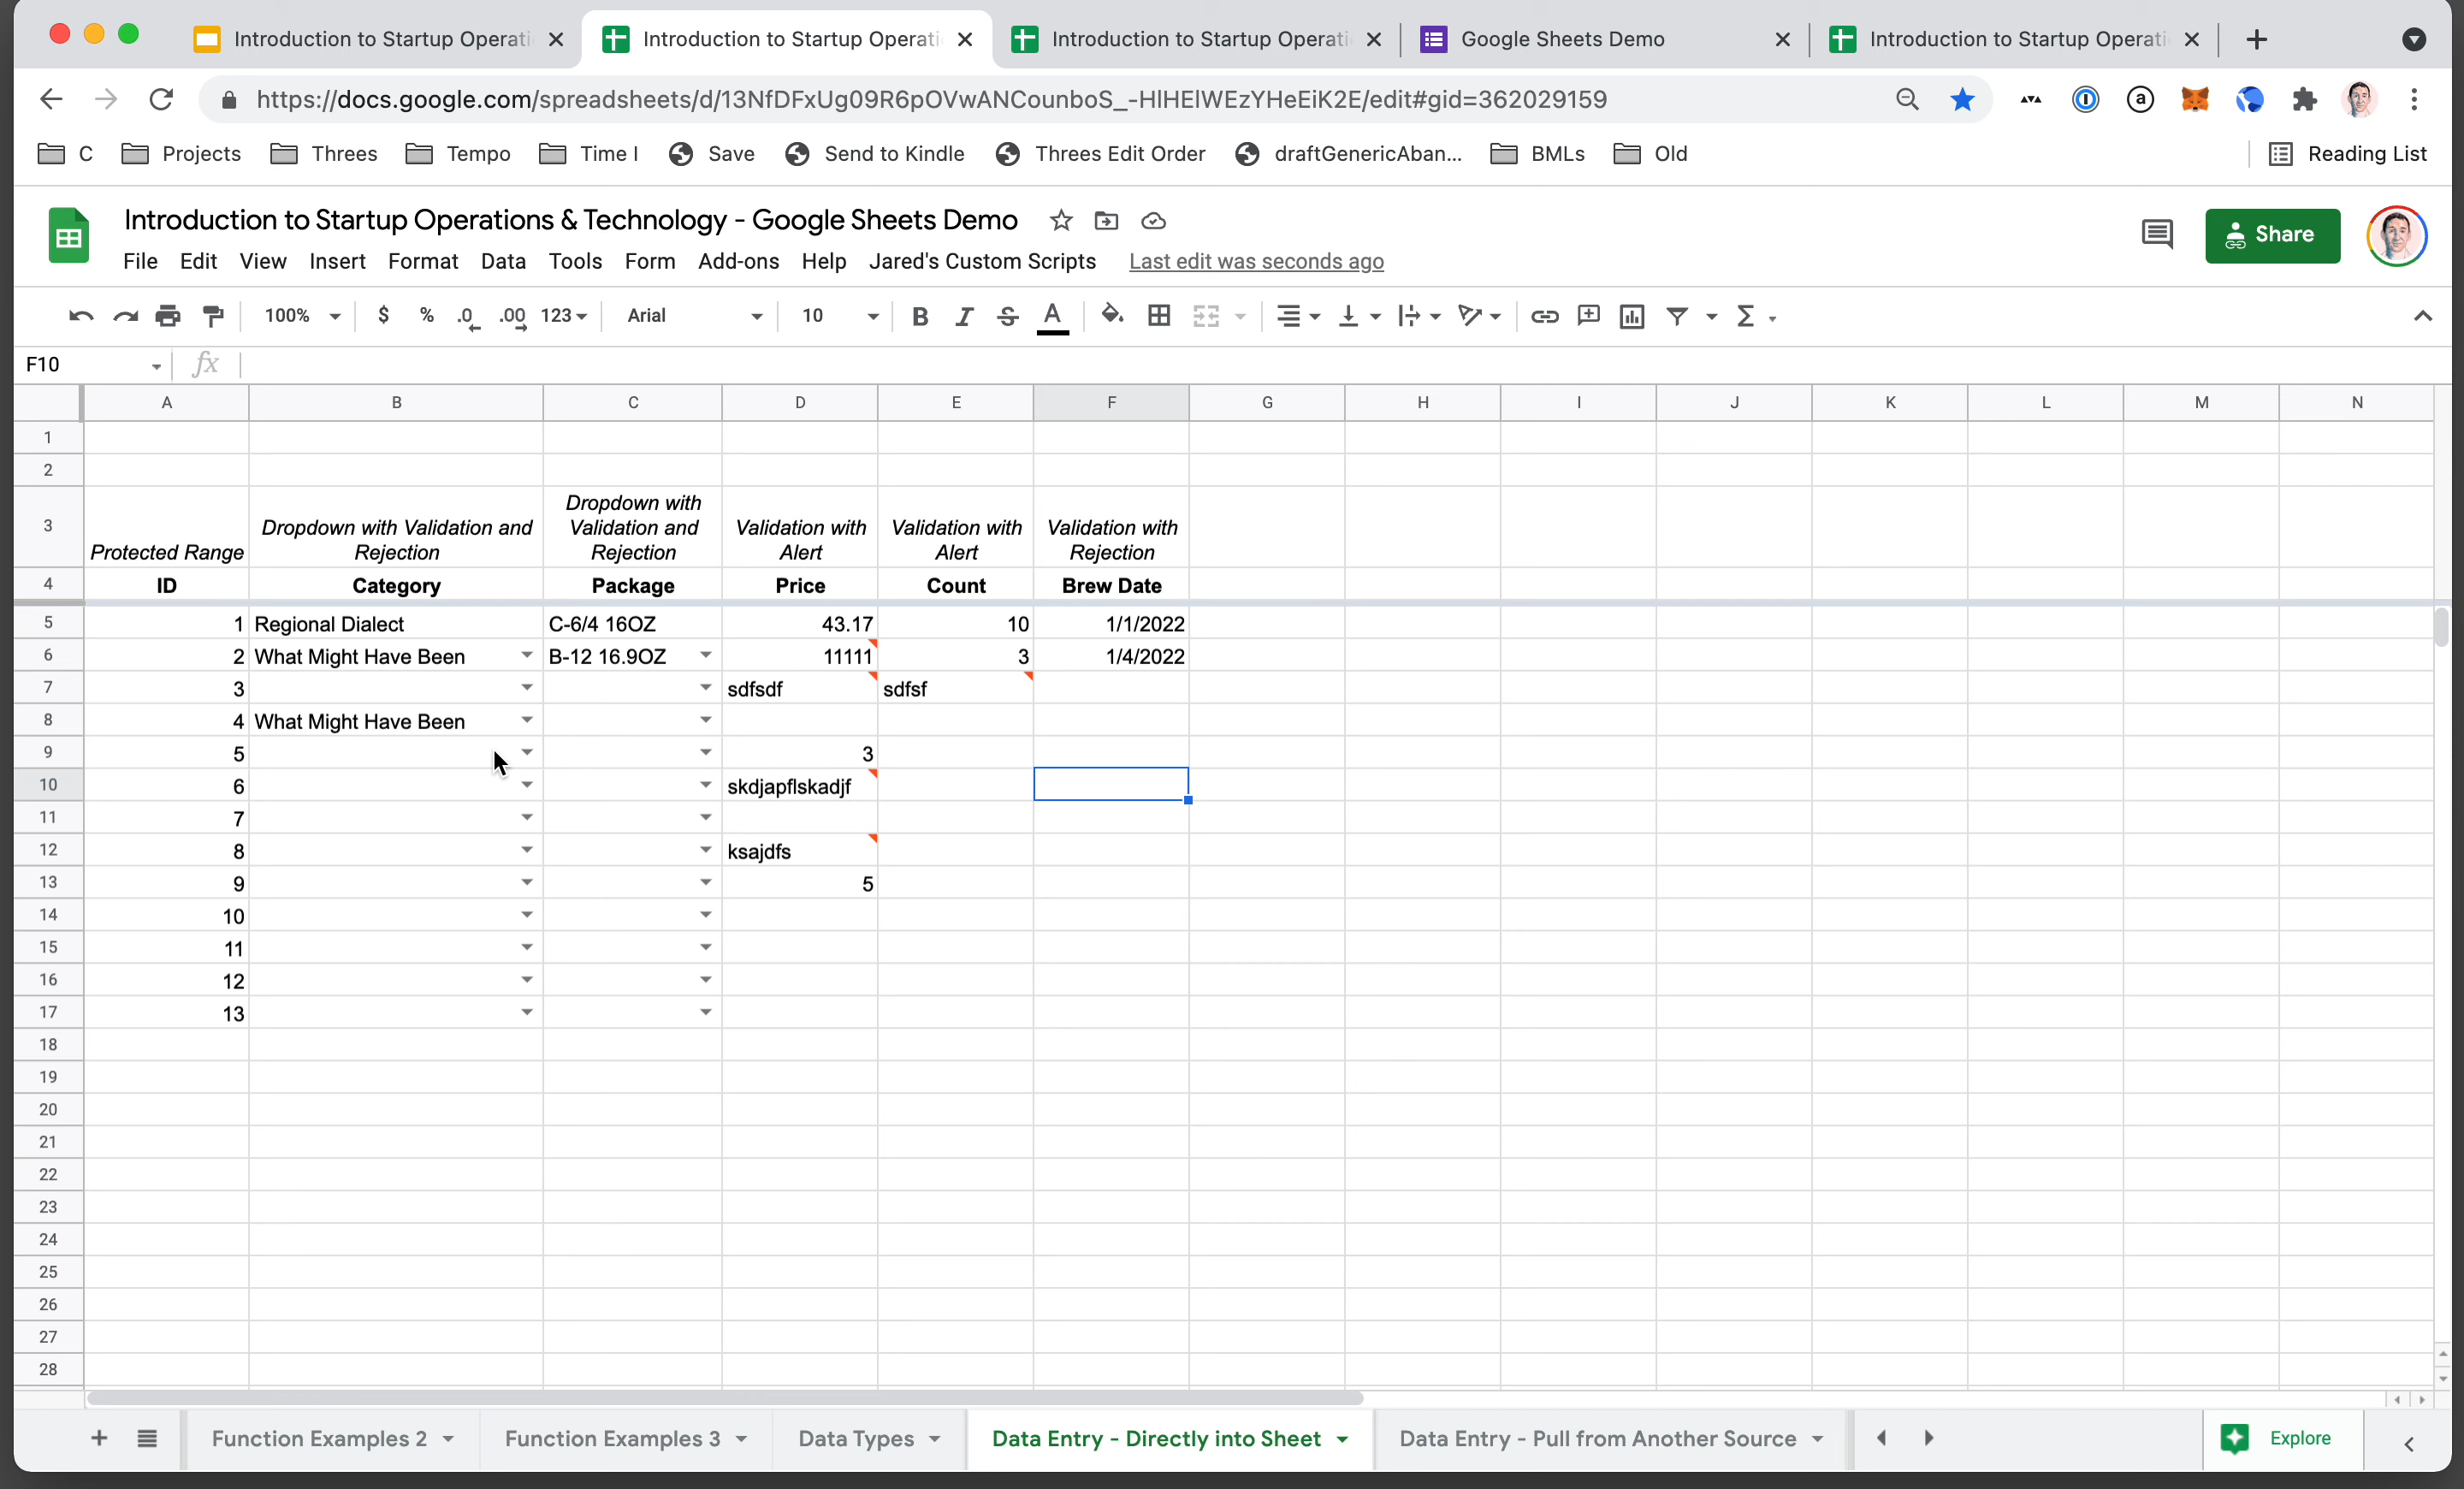 Introduction to Startup Operati
Introduction to Startup Operati
Introduction to Startup Operati
Google Sheets Demo
Introduction to Startup Operati
https://docs.google.com/spreadsheets/d/13NfDFxUg09R6pOVwANCounboS_-HlHElWEzYHeEiK2E/edit#gid=362029159
C Projects Threes Tempo Time I Save Send to Kindle Threes Edit Order draftGenericAban... BMLs Old Reading List
Introduction to Startup Operations & Technology - Google Sheets Demo
Share
File Edit View Insert Format Data Tools Form Add-ons Help Jared's Custom Scripts Last edit was seconds ago
100% $ % .0 .00 123 Arial 10 B I S A Σ
F10 fx
A B C D E F G H I J K L M N
1
2
3 Protected Range Dropdown with Validation and Rejection Dropdown with Validation and Rejection Validation with Alert Validation with Alert Validation with Rejection
4 ID Category Package Price Count Brew Date
5 1 Regional Dialect C-6/4 16OZ 43.17 10 1/1/2022
6 2 What Might Have Been B-12 16.9OZ 11111 3 1/4/2022
7 3 sdfsdf sdfsf
8 4 What Might Have Been
9 5 3
10 6 skdjapflskadjf
11 7
12 8 ksajdfs
13 9 5
14 10
15 11
16 12
17 13
18
19
20
21
22
23
24
25
26
27
28
Function Examples 2 Function Examples 3 Data Types Data Entry - Directly into Sheet Data Entry - Pull from Another Source Explore